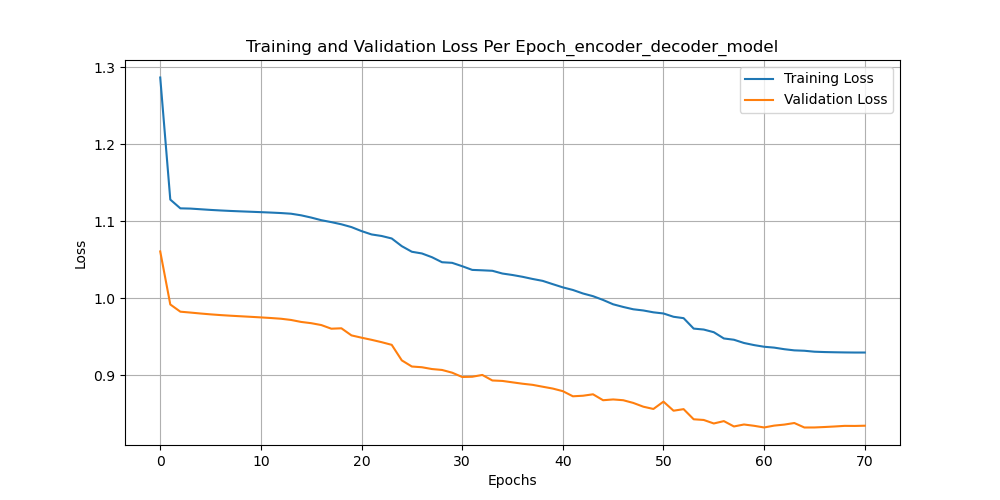 Training and Validation Loss Per Epoch_encoder_decoder_model
1.3
1.2
1.1
1.0
0.9
Loss
Training Loss
Validation Loss
0 10 20 30 40 50 60 70
Epochs